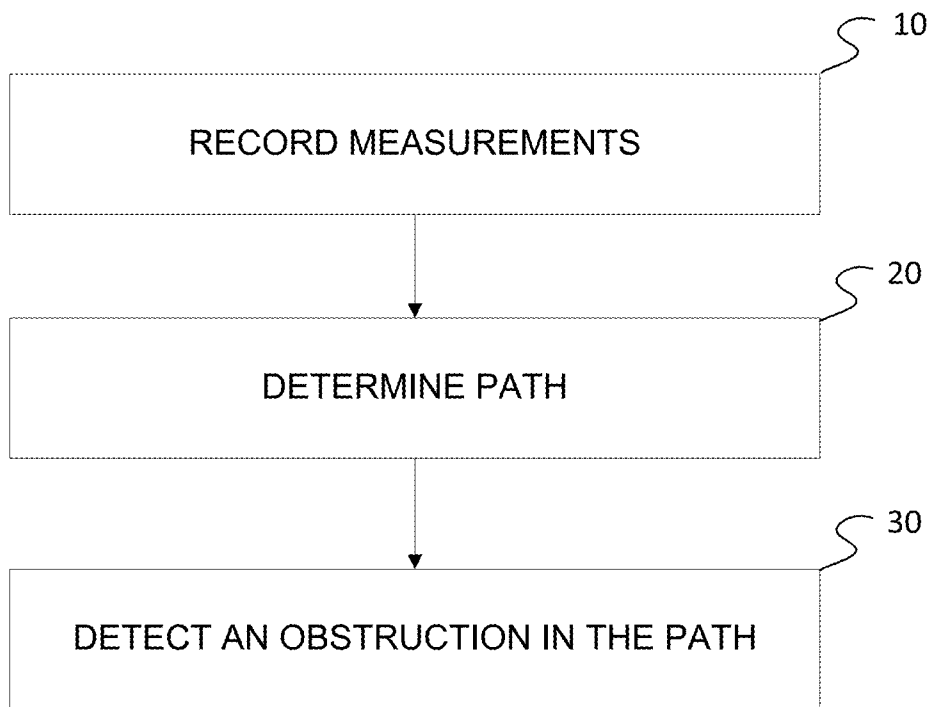 10
RECORD MEASUREMENTS
20
DETERMINE PATH
30
DETECT AN OBSTRUCTION IN THE PATH